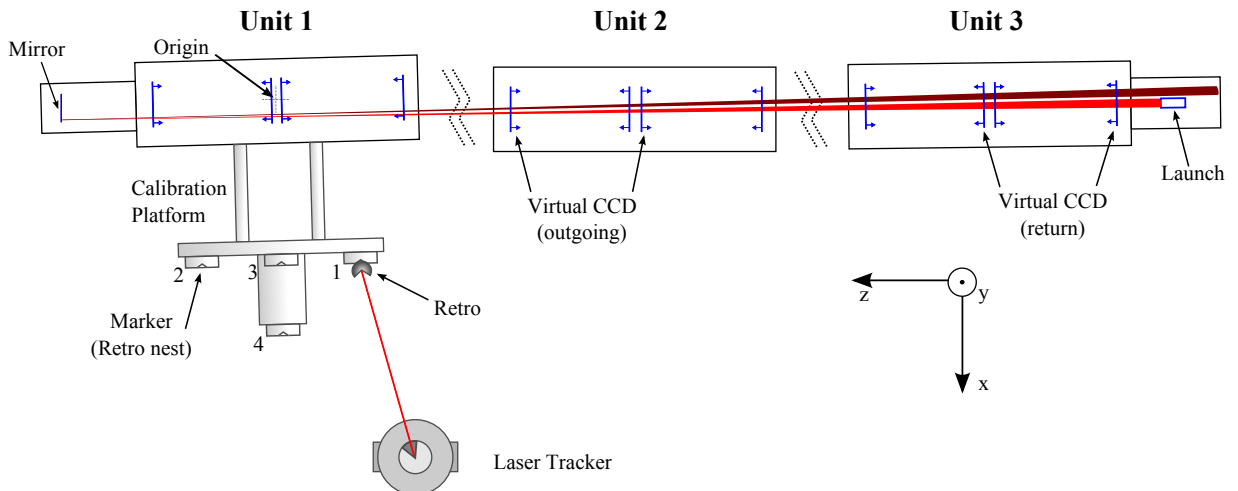 Unit 1
Unit 2
Unit 3
Mirror
Origin
Calibration
Platform
Virtual CCD
(outgoing)
Virtual CCD
(return)
Launch
2
3
1
4
Marker
(Retro nest)
Retro
z
y
x
Laser Tracker